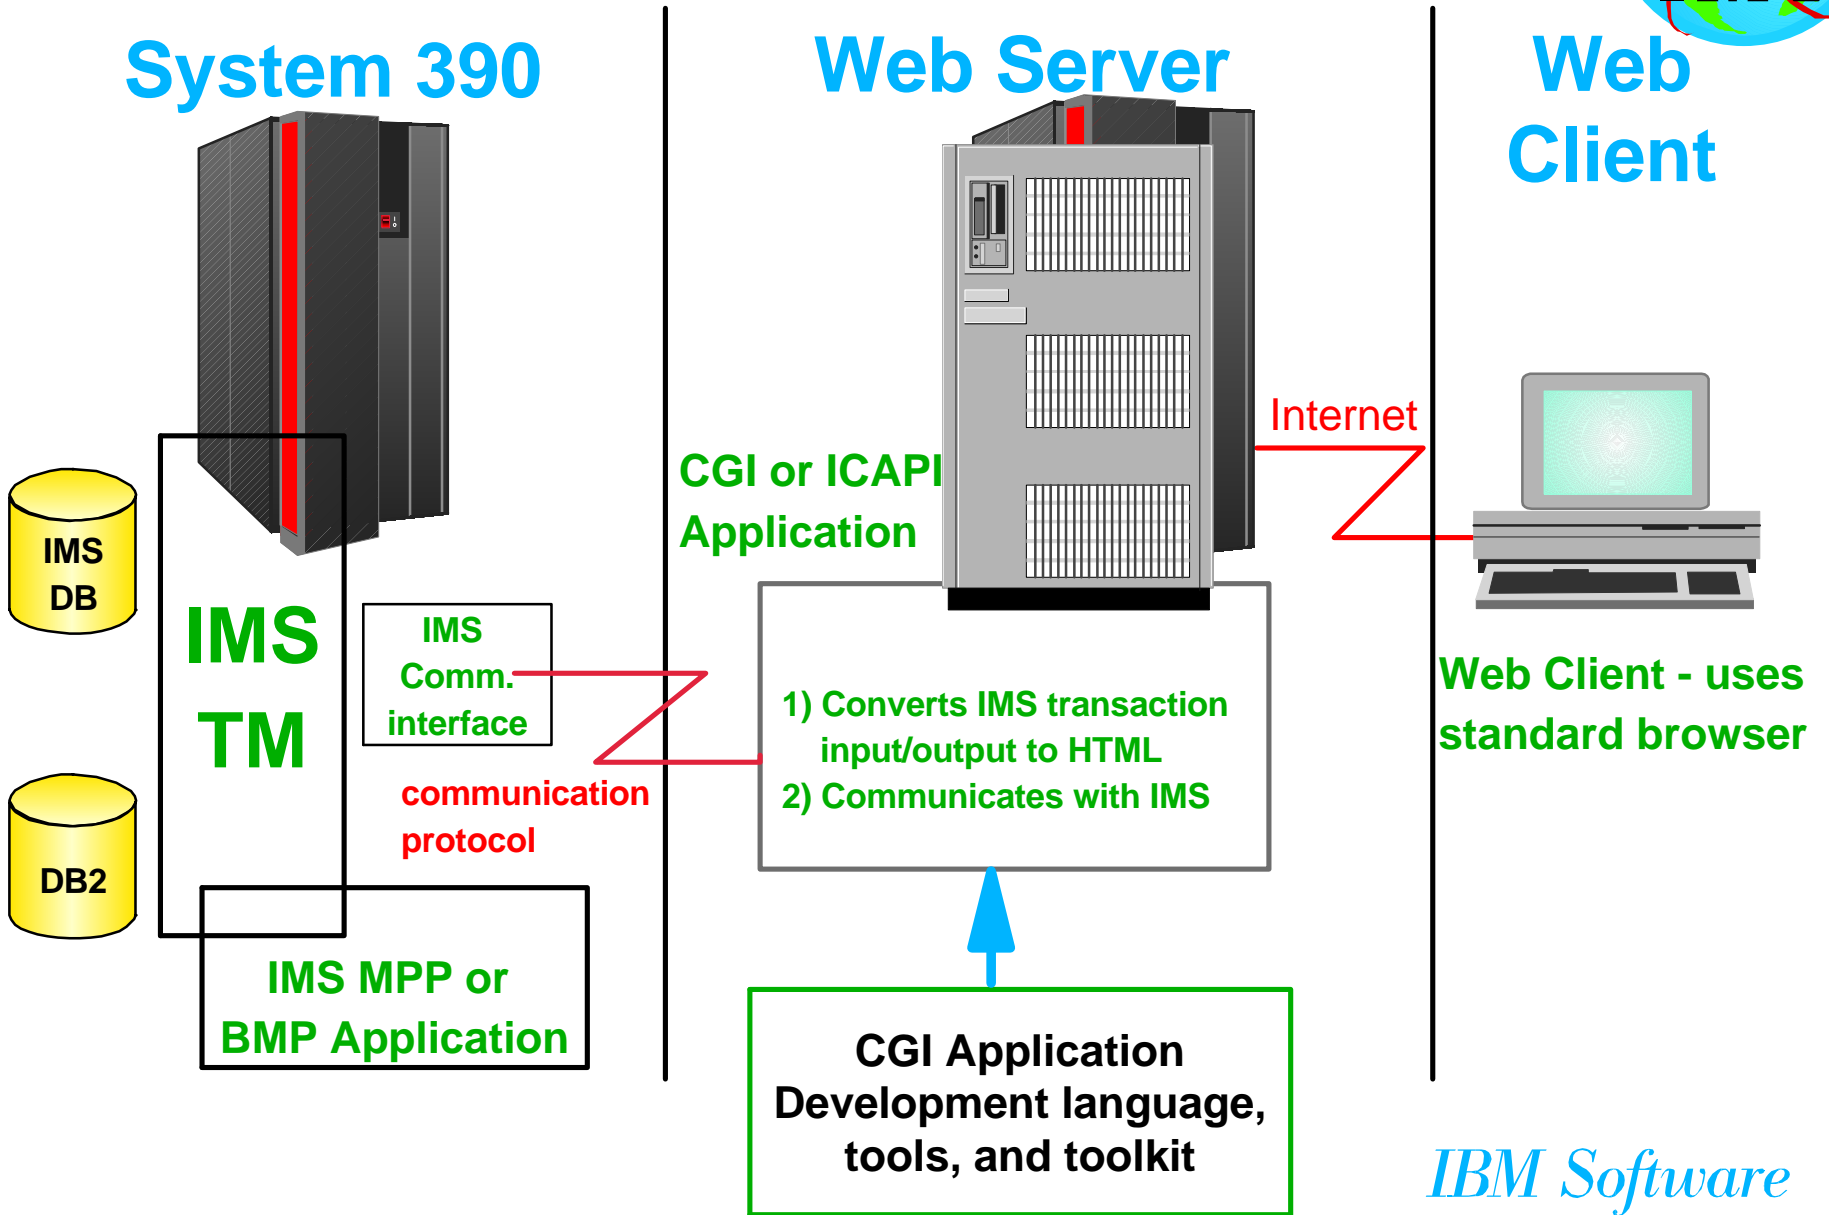 System 390
IMS
DB
DB2
IMS
TM
IMS
Comm.
interface
communication
protocol
IMS MPP or
BMP Application
Web Server
CGI or ICAPI
Application
1) Converts IMS transaction
input/output to HTML
2) Communicates with IMS
CGI Application
Development language,
tools, and toolkit
Internet
Web
Client
Web Client - uses
standard browser
IBM Software